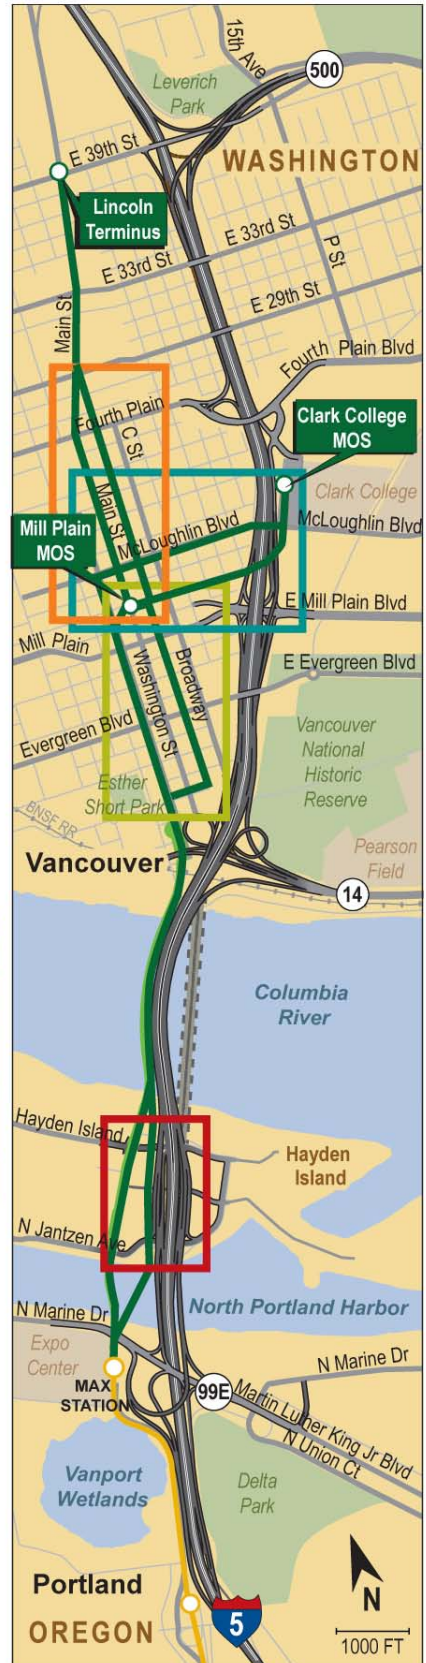 15th Ave
500
Leverich
Park
E 39th St
WASHINGTON
Lincoln
Terminus
E 33rd St
P St
E 33rd St
E 29th St
Main St
Fourth Plain Blvd
Fourth Plain
C St
Clark College
MOS
Main St
Clark College
Mill Plain
MOS
McLoughlin Blvd
McLoughlin Blvd
E Mill Plain Blvd
Mill Plain
Washington St
Broadway
E Evergreen Blvd
Evergreen Blvd
Vancouver
National
Historic
Reserve
Esther
Short Park
BNSF RR
Pearson
Field
Vancouver
14
Columbia
River
Hayden Island
Hayden
Island
N Jantzen Ave
North Portland Harbor
N Marine Dr
Expo
Center
N Marine Dr
MAX
STATION
99E
Martin Luther King Jr Blvd
N Union Ct
Vanport
Wetlands
Delta
Park
Portland
N
OREGON
5
1000 FT